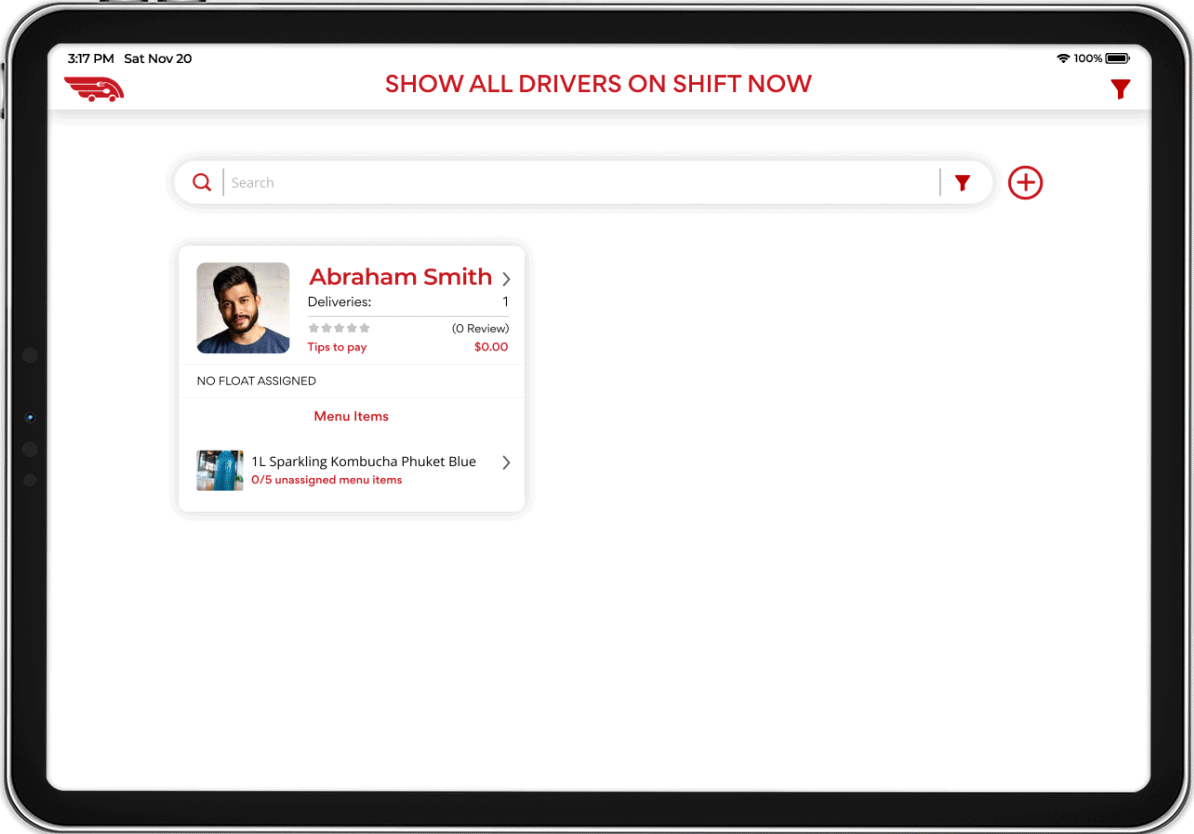 3:17 PM Sat Nov 20
100%
SHOW ALL DRIVERS ON SHIFT NOW
Search
Abraham Smith
Deliveries: 1
(0 Review)
Tips to pay $0.00
NO FLOAT ASSIGNED
Menu Items
1L Sparkling Kombucha Phuket Blue
0/5 unassigned menu items